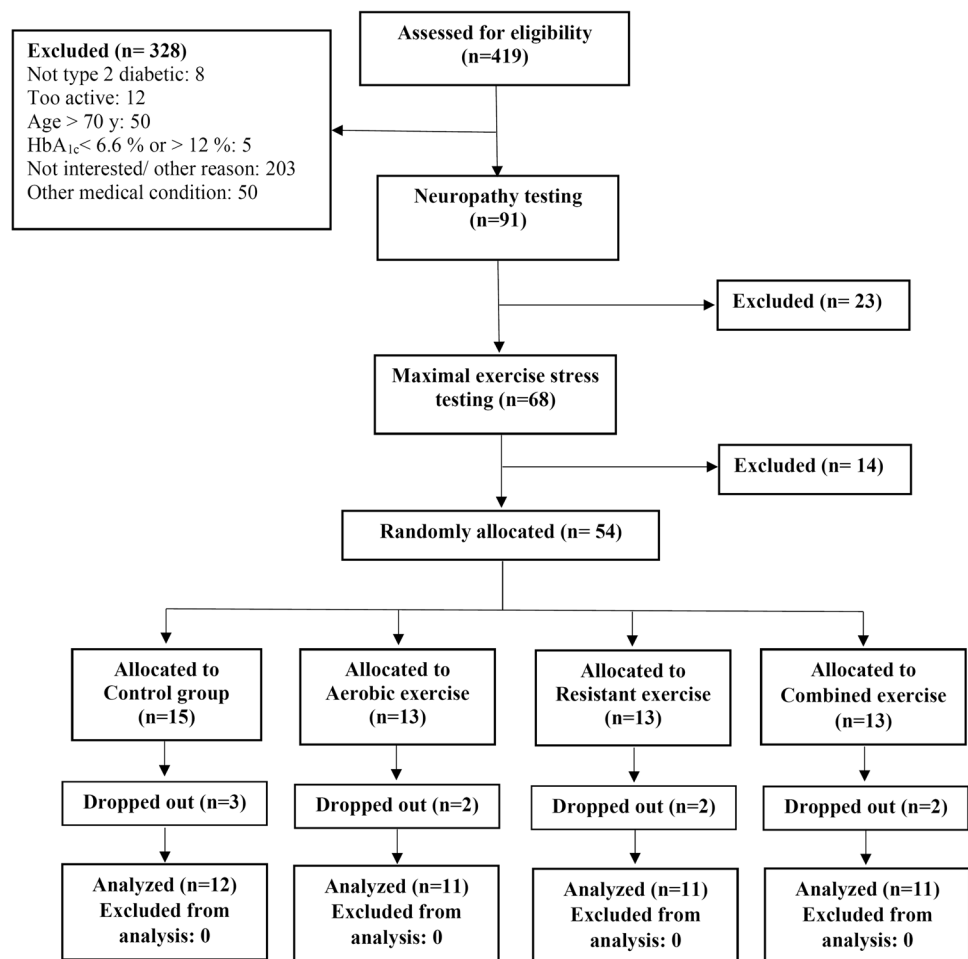 Assessed for eligibility
(n=419)
Excluded (n= 328)
Not type 2 diabetic: 8
Too active: 12
Age > 70 y: 50
HbA1c< 6.6 % or > 12 %: 5
Not interested/ other reason: 203
Other medical condition: 50
Neuropathy testing
(n=91)
Excluded (n= 23)
Maximal exercise stress
testing (n=68)
Excluded (n= 14)
Randomly allocated (n= 54)
Allocated to
Control group
(n=15)
Allocated to
Aerobic exercise
(n=13)
Allocated to
Resistant exercise
(n=13)
Allocated to
Combined exercise
(n=13)
Dropped out (n=3)
Dropped out (n=2)
Dropped out (n=2)
Dropped out (n=2)
Analyzed (n=12)
Excluded from
analysis: 0
Analyzed (n=11)
Excluded from
analysis: 0
Analyzed (n=11)
Excluded from
analysis: 0
Analyzed (n=11)
Excluded from
analysis: 0